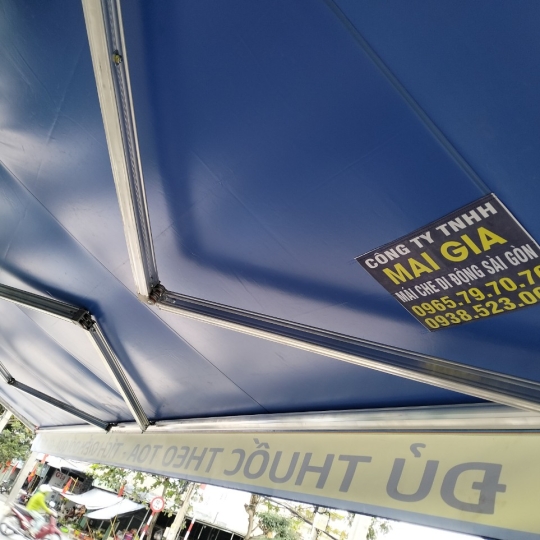 CÔNG TY TNHH
MAI GIA
MÁI CHE DI ĐỘNG SÀI GÒN
0965.79.70.7
0938.523.0
ĐỦ THUỐC THEO TOA -